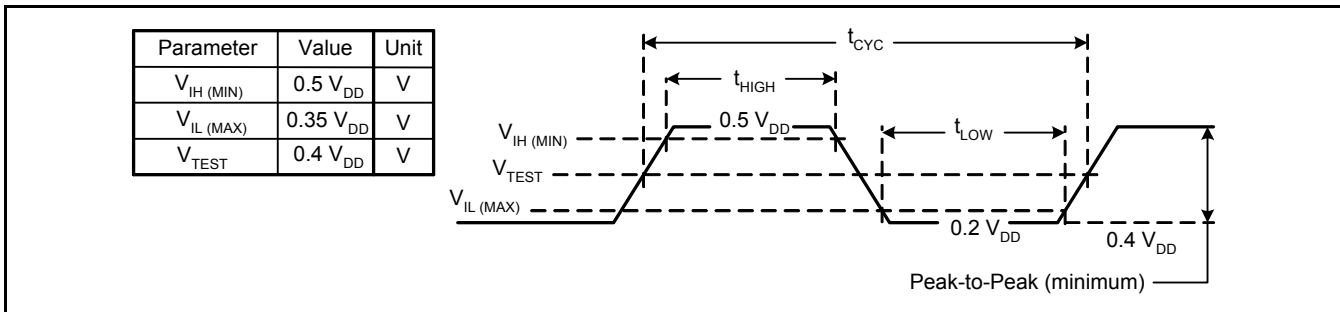 Parameter Value Unit
V_IH (MIN) 0.5 V_DD V
V_IL (MAX) 0.35 V_DD V
V_TEST 0.4 V_DD V
t_CYC
t_HIGH
0.5 V_DD
t_LOW
V_IH (MIN)
V_TEST
V_IL (MAX)
0.2 V_DD
0.4 V_DD
Peak-to-Peak (minimum)